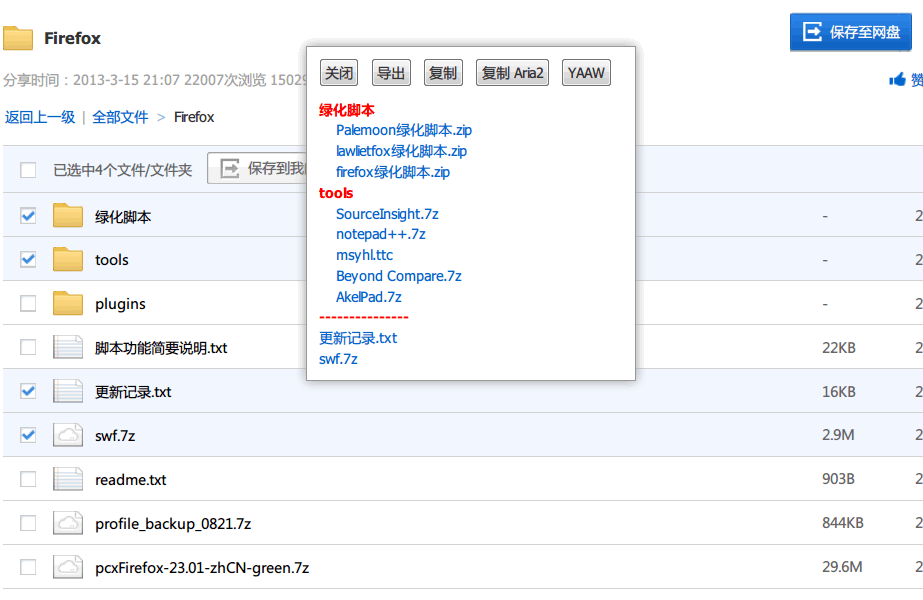 Firefox
保存至网盘
分享时间：2013-3-15 21:07 22007次浏览 15029
赞
返回上一级 | 全部文件 > Firefox
已选中4个文件/文件夹 保存到我
绿化脚本 - 2
tools - 2
plugins - 2
脚本功能简要说明.txt 22KB 2
更新记录.txt 16KB 2
swf.7z 2.9M 2
readme.txt 903B 2
profile_backup_0821.7z 844KB 2
pcxFirefox-23.01-zhCN-green.7z 29.6M 2
关闭 导出 复制 复制 Aria2 YAAW
绿化脚本
Palemoon绿化脚本.zip
lawlietfox绿化脚本.zip
firefox绿化脚本.zip
tools
SourceInsight.7z
notepad++.7z
msyhl.ttc
Beyond Compare.7z
AkelPad.7z
---------------
更新记录.txt
swf.7z